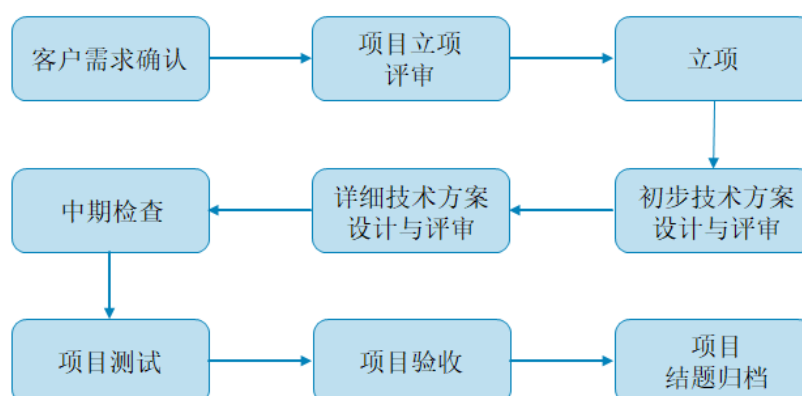 客户需求确认
项目立项
评审
立项
初步技术方案
设计与评审
详细技术方案
设计与评审
中期检查
项目测试
项目验收
项目
结题归档